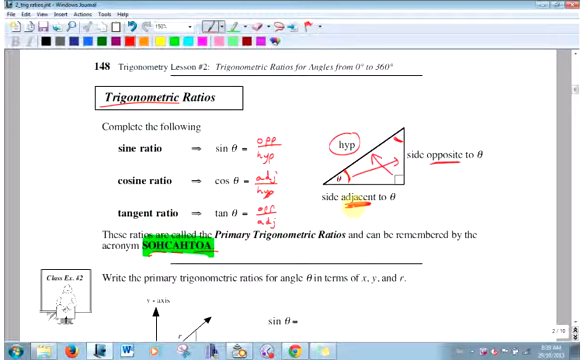 2_trig ratios.jnt - Windows Journal
File Edit View Insert Actions Tools Help
150%
B I
148 Trigonometry Lesson #2: Trigonometric Ratios for Angles from 0° to 360°
Trigonometric Ratios
Complete the following
sine ratio ⇒ sin θ = opp/hyp
cosine ratio ⇒ cos θ = adj/hyp
tangent ratio ⇒ tan θ = opp/adj
hyp
side opposite to θ
θ
side adjacent to θ
These ratios are called the Primary Trigonometric Ratios and can be remembered by the
acronym SOHCAHTOA
Class Ex. #2
Write the primary trigonometric ratios for angle θ in terms of x, y, and r.
y - axis
r
sin θ =
2 / 10